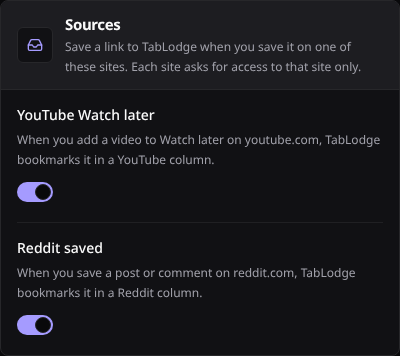 Sources
Save a link to TabLodge when you save it on one of
these sites. Each site asks for access to that site only.
YouTube Watch later
When you add a video to Watch later on youtube.com, TabLodge
bookmarks it in a YouTube column.
Reddit saved
When you save a post or comment on reddit.com, TabLodge
bookmarks it in a Reddit column.